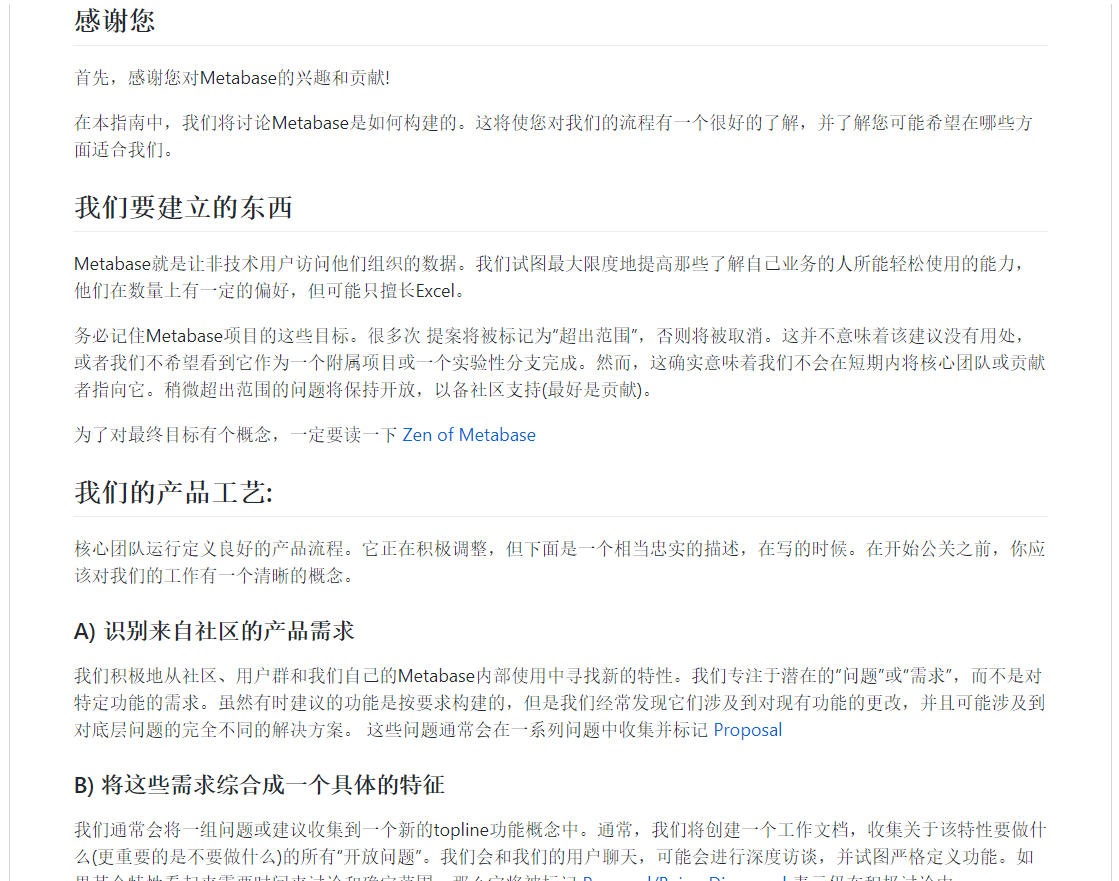 感谢您
首先，感谢您对Metabase的兴趣和贡献!
在本指南中，我们将讨论Metabase是如何构建的。这将使您对我们的流程有一个很好的了解，并了解您可能希望在哪些方
面适合我们。
我们要建立的东西
Metabase就是让非技术用户访问他们组织的数据。我们试图最大限度地提高那些了解自己业务的人所能轻松使用的能力，
他们在数量上有一定的偏好，但可能只擅长Excel。
务必记住Metabase项目的这些目标。很多次 提案将被标记为“超出范围”，否则将被取消。这并不意味着该建议没有用处，
或者我们不希望看到它作为一个附属项目或一个实验性分支完成。然而，这确实意味着我们不会在短期内将核心团队或贡献
者指向它。稍微超出范围的问题将保持开放，以备社区支持(最好是贡献)。
为了对最终目标有个概念，一定要读一下 Zen of Metabase
我们的产品工艺:
核心团队运行定义良好的产品流程。它正在积极调整，但下面是一个相当忠实的描述，在写的时候。在开始公关之前，你应
该对我们的工作有一个清晰的概念。
A) 识别来自社区的产品需求
我们积极地从社区、用户群和我们自己的Metabase内部使用中寻找新的特性。我们专注于潜在的“问题”或“需求”，而不是对
特定功能的需求。虽然有时建议的功能是按要求构建的，但是我们经常发现它们涉及到对现有功能的更改，并且可能涉及到
对底层问题的完全不同的解决方案。 这些问题通常会在一系列问题中收集并标记 Proposal
B) 将这些需求综合成一个具体的特征
我们通常会将一组问题或建议收集到一个新的topline功能概念中。通常，我们将创建一个工作文档，收集关于该特性要做什
么(更重要的是不要做什么)的所有“开放问题”。我们会和我们的用户聊天，可能会进行深度访谈，并试图严格定义功能。如